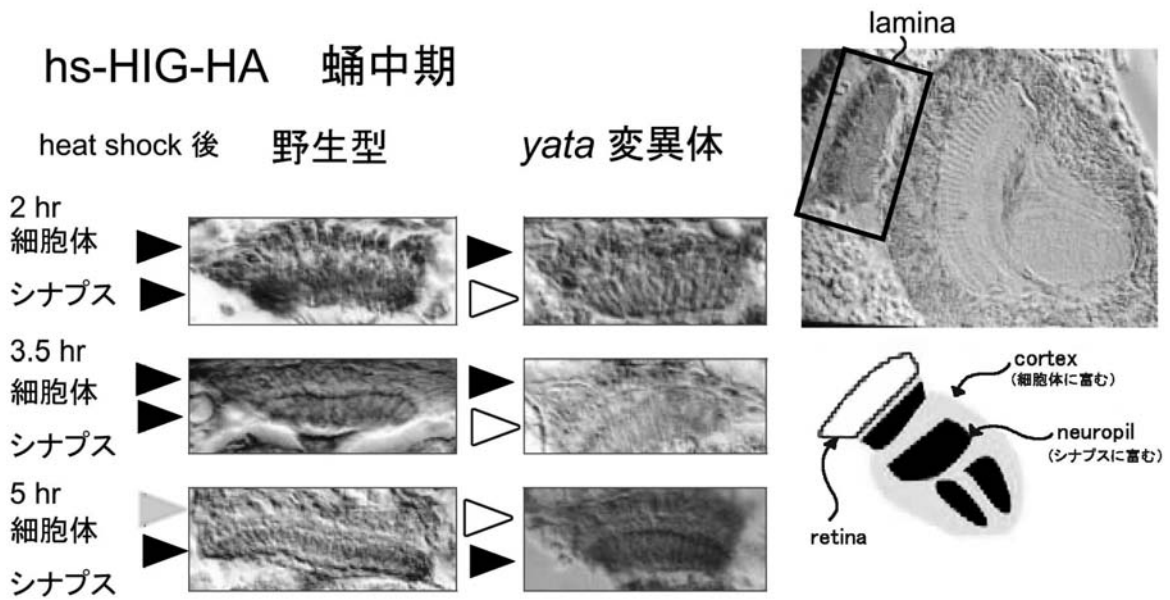 hs-HIG-HA 蛹中期
heat shock 後 野生型 yata 変異体
2 hr
細胞体
シナプス
3.5 hr
細胞体
シナプス
5 hr
細胞体
シナプス
lamina
cortex
(細胞体に富む)
neuropil
(シナプスに富む)
retina